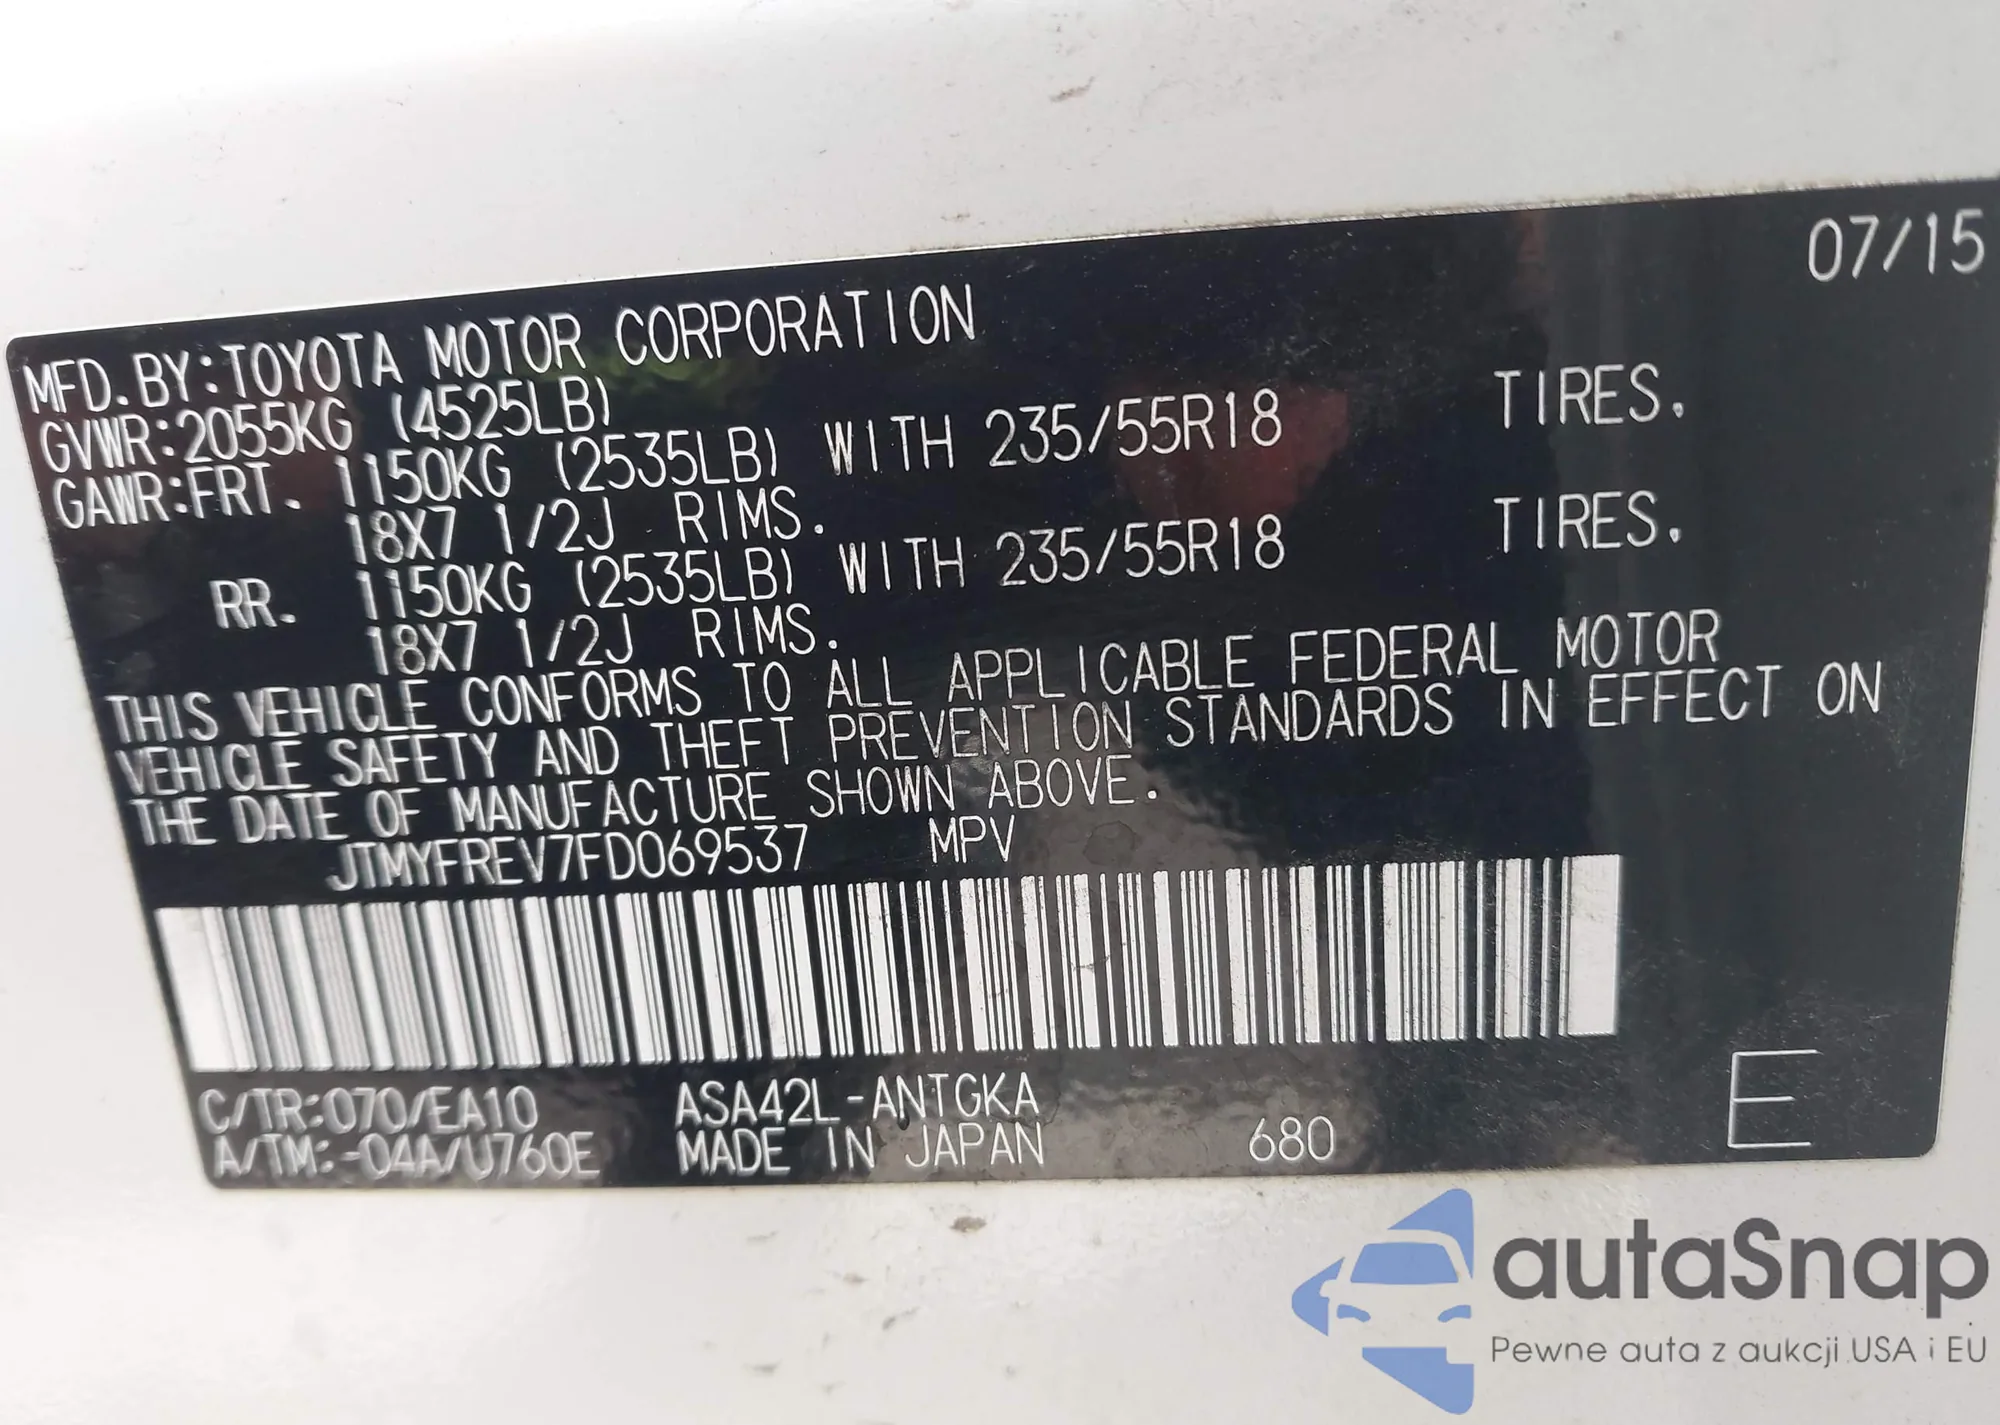 07/15
MFD. BY:TOYOTA MOTOR CORPORATION
GVWR:2055KG (4525LB)
GAWR:FRT. 1150KG (2535LB) WITH 235/55R18 TIRES.
18X7 1/2J RIMS.
RR. 1150KG (2535LB) WITH 235/55R18 TIRES.
18X7 1/2J RIMS.
THIS VEHICLE CONFORMS TO ALL APPLICABLE FEDERAL MOTOR
VEHICLE SAFETY AND THEFT PREVENTION STANDARDS IN EFFECT ON
THE DATE OF MANUFACTURE SHOWN ABOVE.
JTMYFREV7FD069537 MPV
C/TR:070/EA10 ASA42L-ANTGKA
A/TM:-04A/U760E MADE IN JAPAN 680 E
autaSnap
Pewne auta z aukcji USA i EU